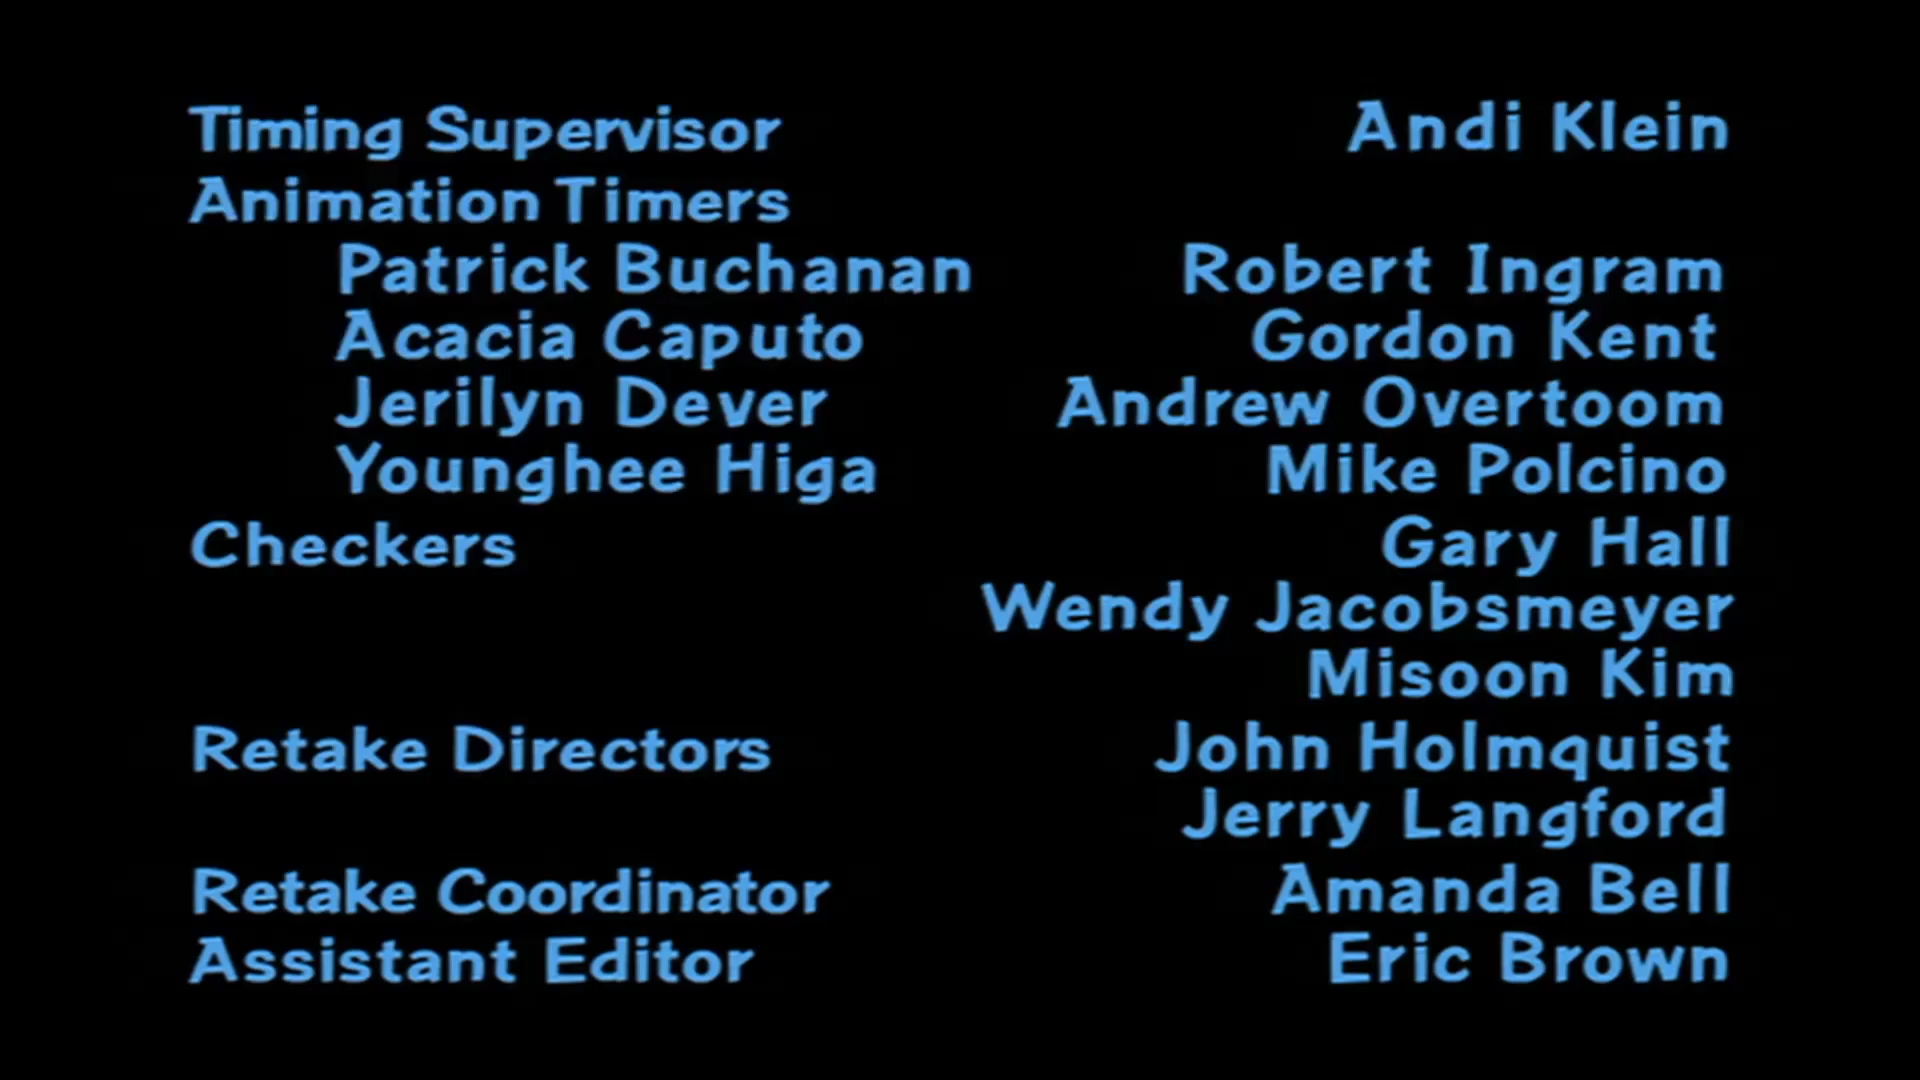 Timing Supervisor Andi Klein
Animation Timers
Patrick Buchanan Robert Ingram
Acacia Caputo Gordon Kent
Jerilyn Dever Andrew Overtoom
Younghee Higa Mike Polcino
Checkers Gary Hall
Wendy Jacobsmeyer
Misoon Kim
Retake Directors John Holmquist
Jerry Langford
Retake Coordinator Amanda Bell
Assistant Editor Eric Brown